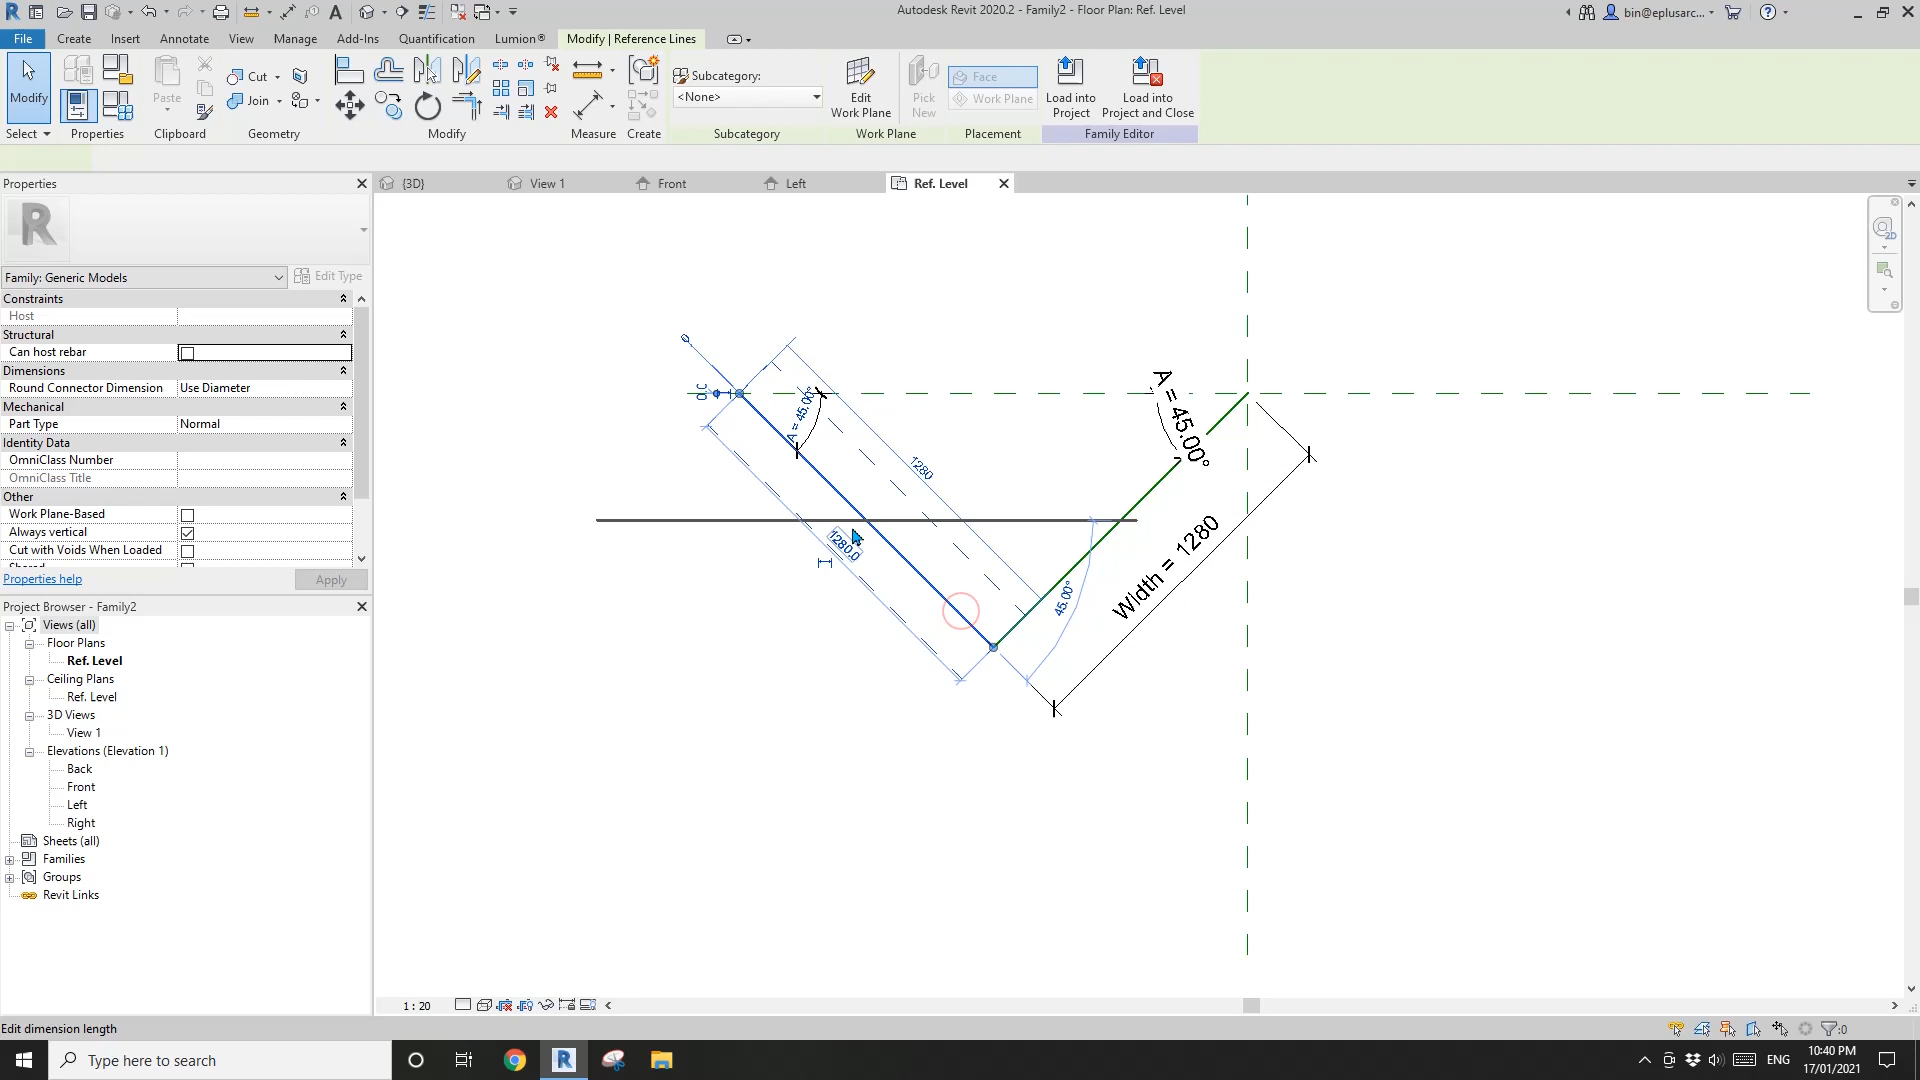 Autodesk Revit 2020.2 - Family2 - Floor Plan: Ref. Level
bin@eplusarc...
File Create Insert Annotate View Manage Add-Ins Quantification Lumion® Modify | Reference Lines
Modify
Paste
Cut
Join
Subcategory:
<None>
Edit
Work Plane
Pick
New
Face
Work Plane
Load into
Project
Load into
Project and Close
Select Properties Clipboard Geometry Modify Measure Create Subcategory Work Plane Placement Family Editor
Properties
{3D} View 1 Front Left Ref. Level
R
Family: Generic Models Edit Type
Constraints
Host
Structural
Can host rebar
Dimensions
Round Connector Dimension Use Diameter
Mechanical
Part Type Normal
Identity Data
OmniClass Number
OmniClass Title
Other
Work Plane-Based
Always vertical
Cut with Voids When Loaded
Properties help Apply
Project Browser - Family2
Views (all)
Floor Plans
Ref. Level
Ceiling Plans
Ref. Level
3D Views
View 1
Elevations (Elevation 1)
Back
Front
Left
Right
Sheets (all)
Families
Groups
Revit Links
A = 45.00°
1280
1280.0
45.00°
A = 45.00°
Width = 1280
1 : 20
Edit dimension length
:0
Type here to search
ENG
10:40 PM
17/01/2021